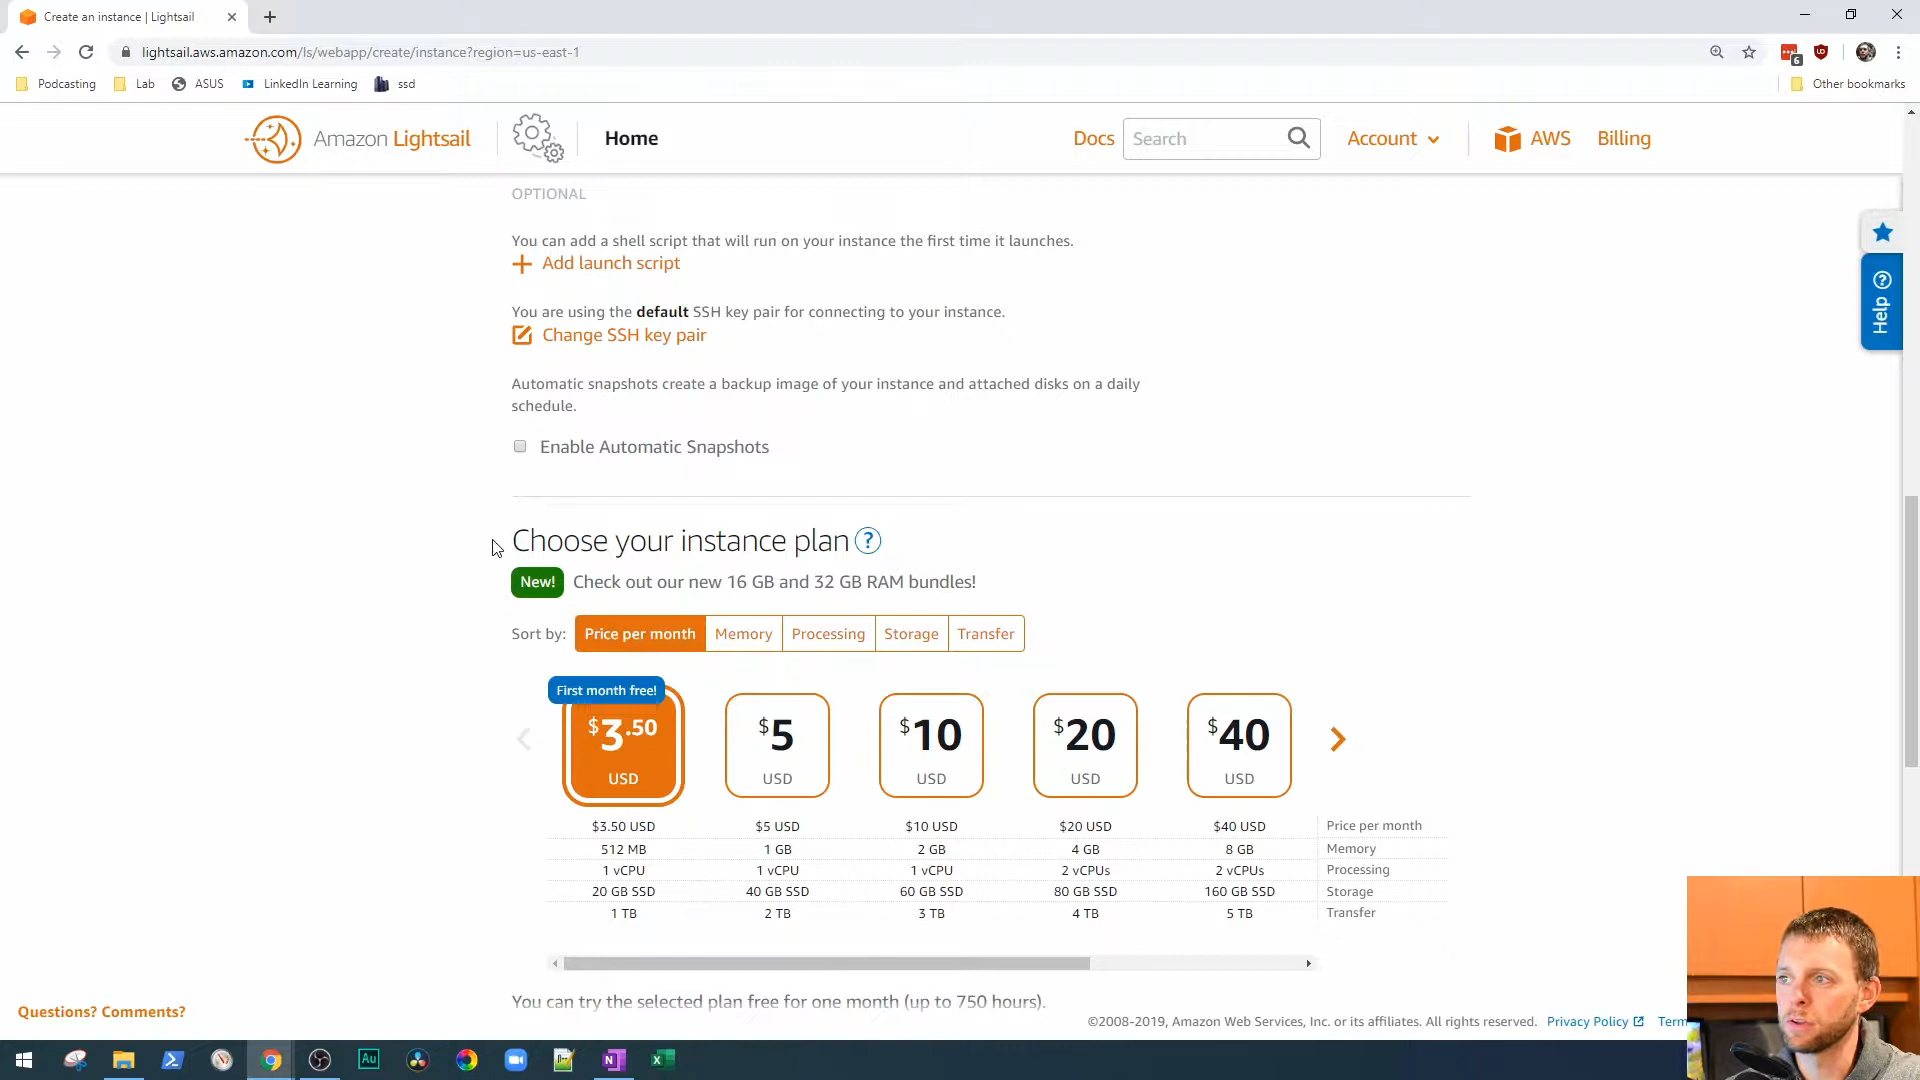 Create an instance | Lightsail
lightsail.aws.amazon.com/ls/webapp/create/instance?region=us-east-1
6
Podcasting
Lab
ASUS
LinkedIn Learning
ssd
Other bookmarks
Amazon Lightsail
Home
Docs
Search
Account
AWS
Billing
OPTIONAL
You can add a shell script that will run on your instance the first time it launches.
Add launch script
You are using the default SSH key pair for connecting to your instance.
Change SSH key pair
Automatic snapshots create a backup image of your instance and attached disks on a daily
schedule.
Enable Automatic Snapshots
Help ?
Choose your instance plan ?
New! Check out our new 16 GB and 32 GB RAM bundles!
Sort by: Price per month Memory Processing Storage Transfer
First month free!
$3.50 $5 $10 $20 $40
USD USD USD USD USD
$3.50 USD $5 USD $10 USD $20 USD $40 USD Price per month
512 MB 1 GB 2 GB 4 GB 8 GB Memory
1 vCPU 1 vCPU 1 vCPU 2 vCPUs 2 vCPUs Processing
20 GB SSD 40 GB SSD 60 GB SSD 80 GB SSD 160 GB SSD Storage
1 TB 2 TB 3 TB 4 TB 5 TB Transfer
You can try the selected plan free for one month (up to 750 hours).
Questions? Comments?
©2008-2019, Amazon Web Services, Inc. or its affiliates. All rights reserved. Privacy Policy Term
Au
N
X